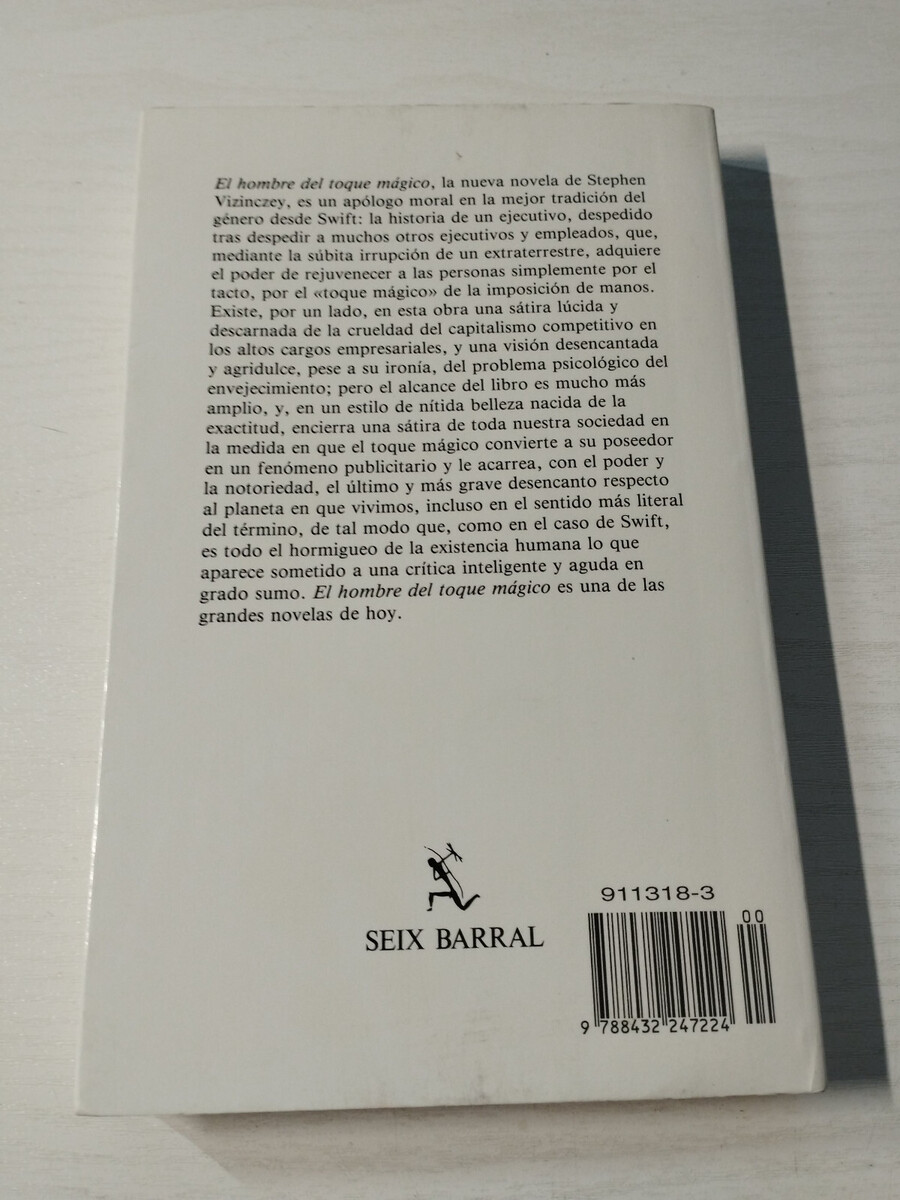 El hombre del toque mágico, la nueva novela de Stephen
Vizinczey, es un apólogo moral en la mejor tradición del
género desde Swift: la historia de un ejecutivo, despedido
tras despedir a muchos otros ejecutivos y empleados, que,
mediante la súbita irrupción de un extraterrestre, adquiere
el poder de rejuvenecer a las personas simplemente por el
tacto, por el «toque mágico» de la imposición de manos.
Existe, por un lado, en esta obra una sátira lúcida y
descarnada de la crueldad del capitalismo competitivo en
los altos cargos empresariales, y una visión desencantada
y agridulce, pese a su ironía, del problema psicológico del
envejecimiento; pero el alcance del libro es mucho más
amplio, y, en un estilo de nítida belleza nacida de la
exactitud, encierra una sátira de toda nuestra sociedad en
la medida en que el toque mágico convierte a su poseedor
en un fenómeno publicitario y le acarrea, con el poder y
la notoriedad, el último y más grave desencanto respecto
al planeta en que vivimos, incluso en el sentido más literal
del término, de tal modo que, como en el caso de Swift,
es todo el hormigueo de la existencia humana lo que
aparece sometido a una crítica inteligente y aguda en
grado sumo. El hombre del toque mágico es una de las
grandes novelas de hoy.
SEIX BARRAL
911318-3
00
9 788432 247224